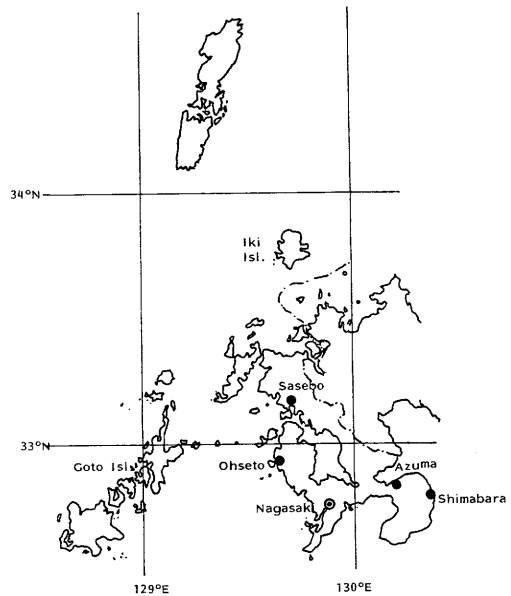 34°N
Iki
Isl.
Sasebo
33°N
Goto Isl.
Ohseto
Azuma
Nagasaki
Shimabara
129°E
130°E